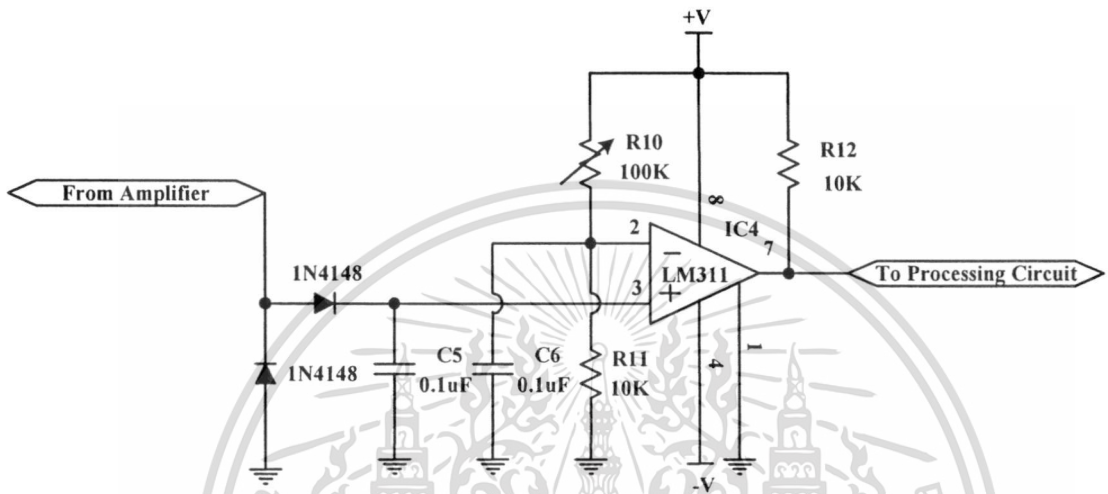 +V
R10
100K
R12
10K
From Amplifier
8
IC4
2
7
LM311
To Processing Circuit
1N4148
3
1N4148
C5
0.1uF
C6
0.1uF
R11
10K
4
1
-V